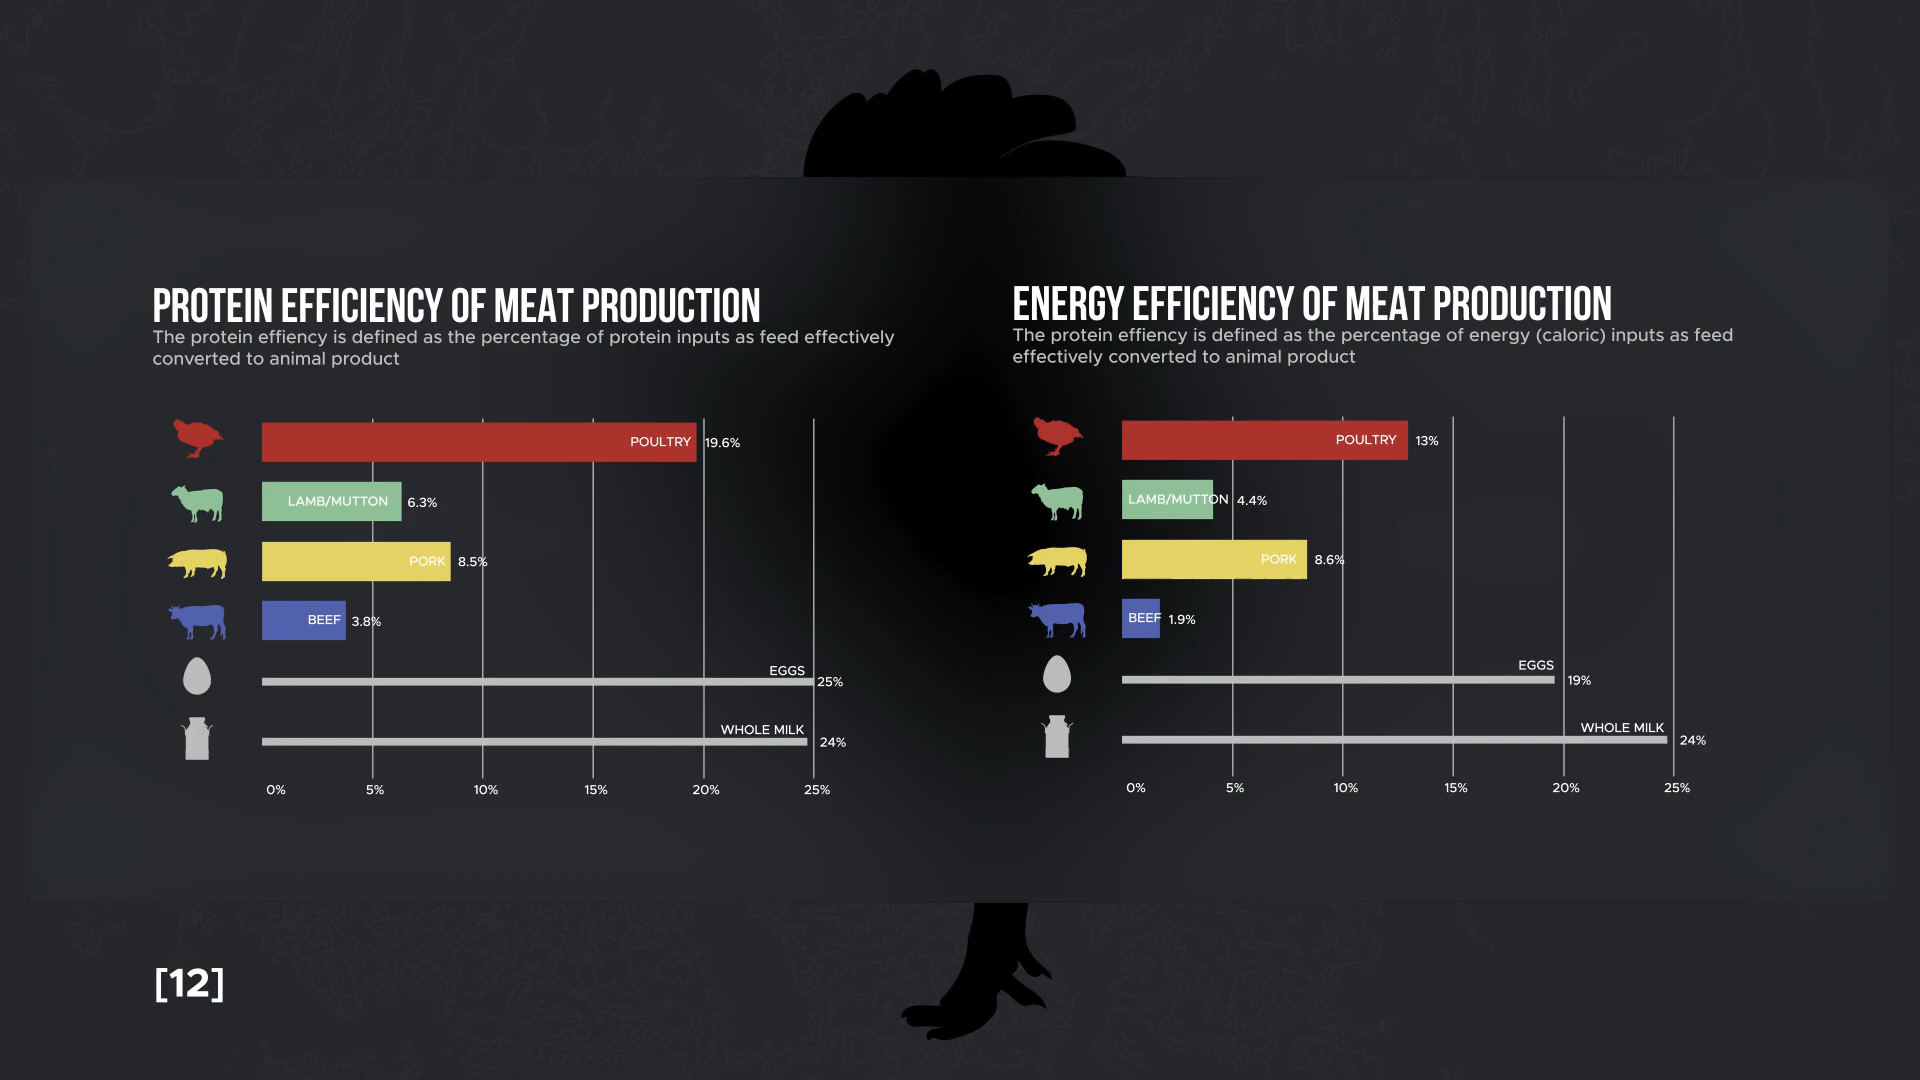 PROTEIN EFFICIENCY OF MEAT PRODUCTION
The protein effiency is defined as the percentage of protein inputs as feed effectively
converted to animal product
POULTRY 19.6%
LAMB/MUTTON 6.3%
PORK 8.5%
BEEF 3.8%
EGGS
25%
WHOLE MILK
24%
0% 5% 10% 15% 20% 25%
ENERGY EFFICIENCY OF MEAT PRODUCTION
The protein effiency is defined as the percentage of energy (caloric) inputs as feed
effectively converted to animal product
POULTRY 13%
LAMB/MUTTON 4.4%
PORK 8.6%
BEEF 1.9%
EGGS
19%
WHOLE MILK
24%
0% 5% 10% 15% 20% 25%
[12]